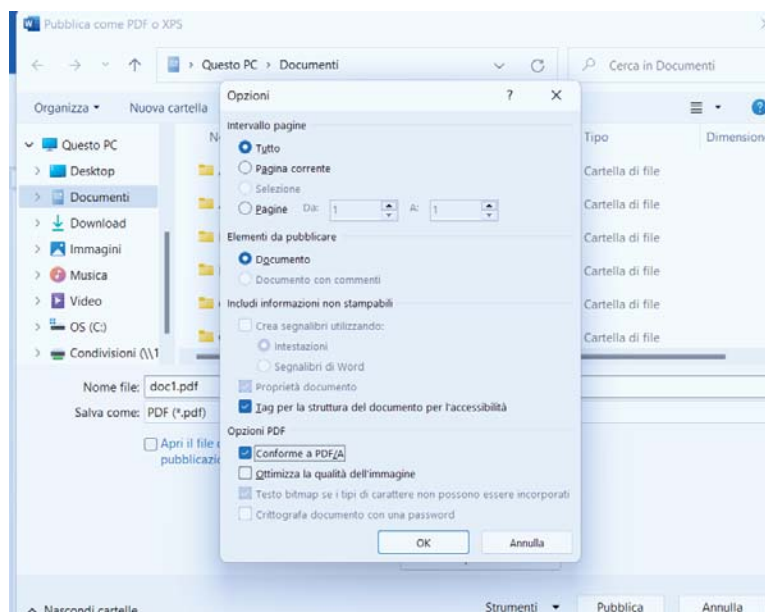 Pubblica come PDF o XPS
Questo PC > Documenti
Cerca in Documenti
Organizza
Nuova cartella
Tipo
Dimensione
Questo PC
Desktop
Documenti
Download
Immagini
Musica
Video
OS (C:)
Condivisioni (\\1
Cartella di file
Cartella di file
Cartella di file
Cartella di file
Cartella di file
Cartella di file
Nome file: doc1.pdf
Salva come: PDF (*.pdf)
Apri il file
pubblicazi
Opzioni ?
Intervallo pagine
Tutto
Pagina corrente
Selezione
Pagine Da: 1 A: 1
Elementi da pubblicare
Documento
Documento con commenti
Includi informazioni non stampabili
Crea segnalibri utilizzando:
Intestazioni
Segnalibri di Word
Proprietà documento
Tag per la struttura del documento per l'accessibilità
Opzioni PDF
Conforme a PDF/A
Ottimizza la qualità dell'immagine
Testo bitmap se i tipi di carattere non possono essere incorporati
Crittografa documento con una password
OK Annulla
Nascondi cartelle
Strumenti Pubblica Annulla